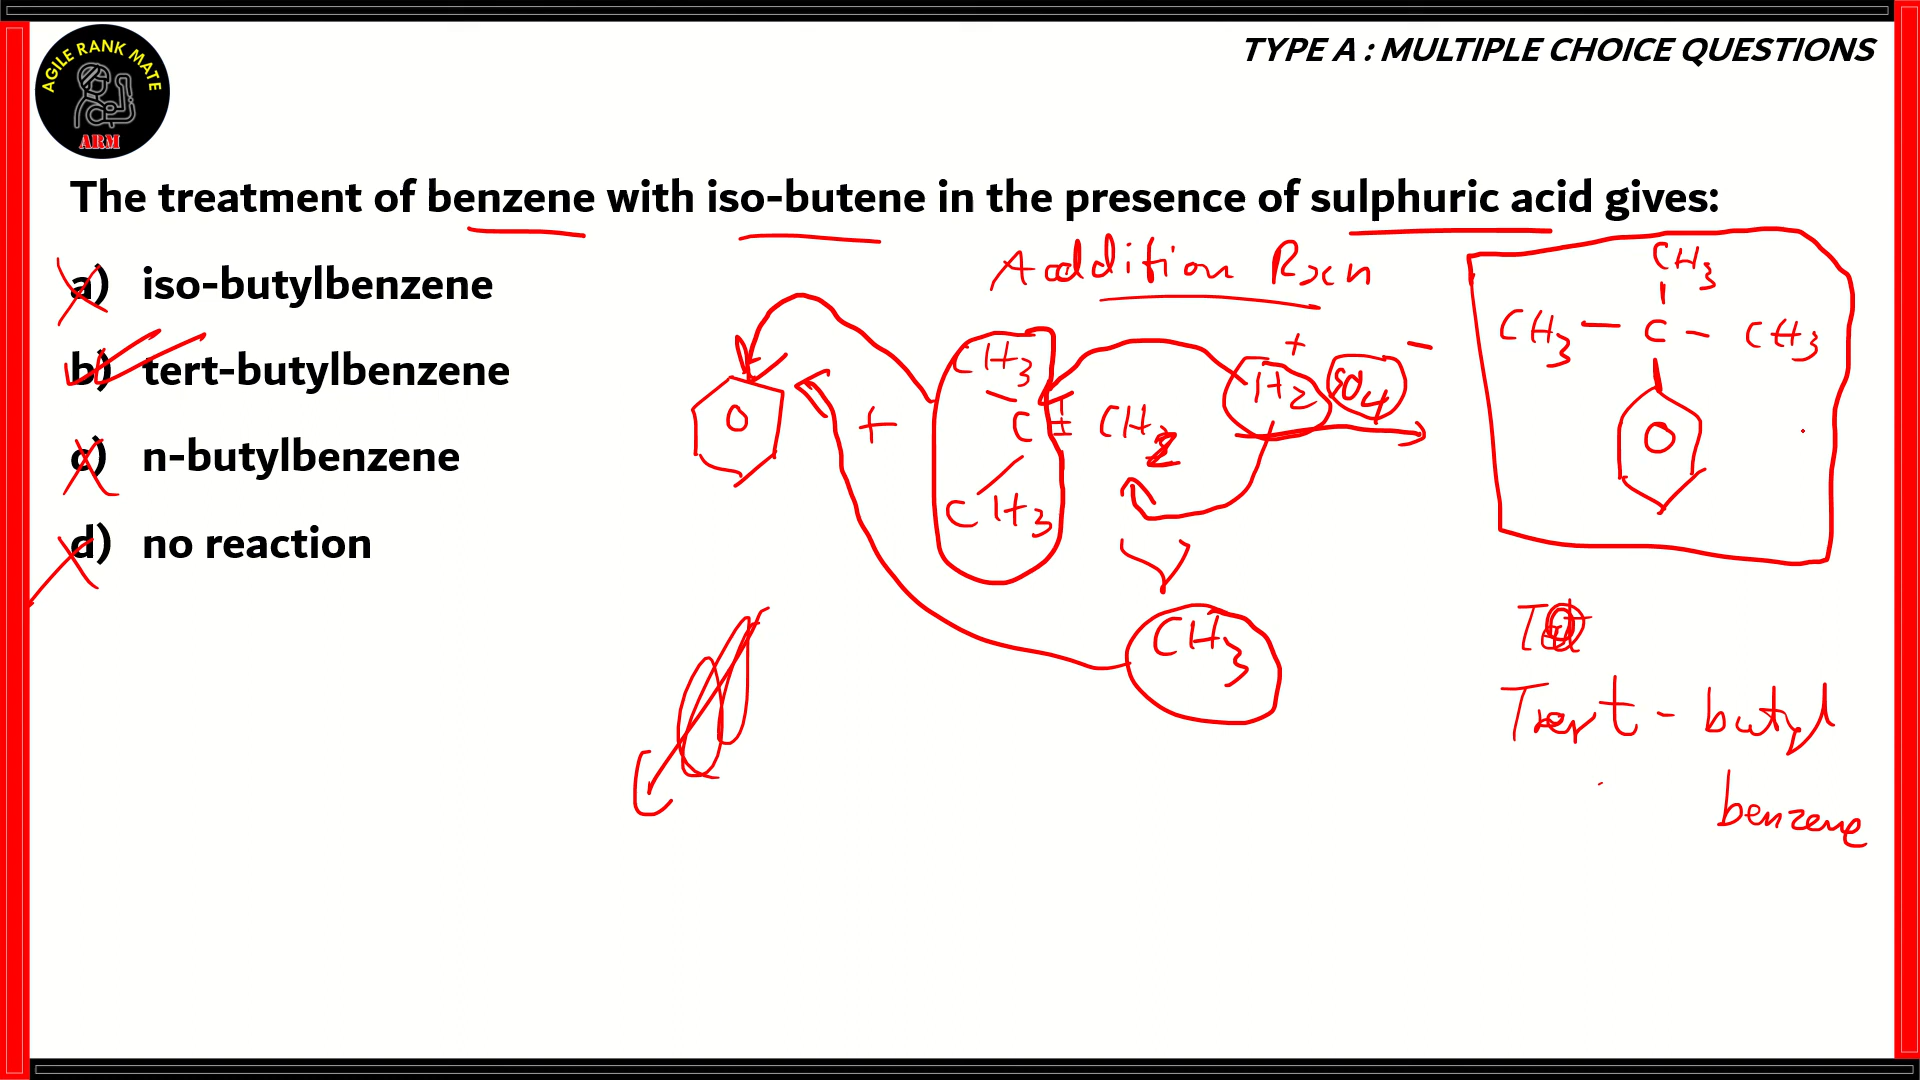 AGILE RANK MATE
ARM
TYPE A : MULTIPLE CHOICE QUESTIONS
The treatment of benzene with iso-butene in the presence of sulphuric acid gives:
a) iso-butylbenzene
b) tert-butylbenzene
c) n-butylbenzene
d) no reaction
Aaddition Rxn
CH3
CH3 — C — CH3
CH3
+ C = CH2
H2 + SO4 −
CH3
CH3
Tert - butyl
benzene